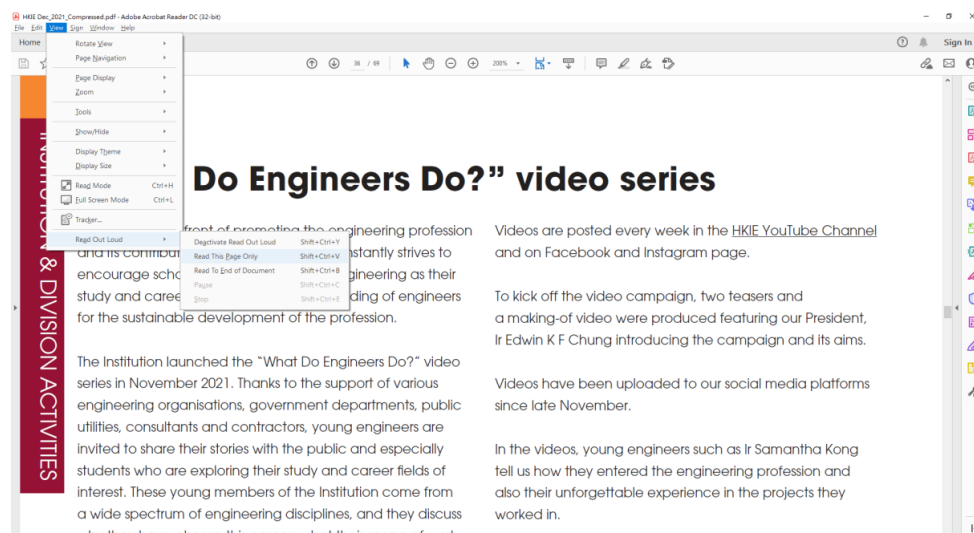 HKIE Dec_2021_Compressed.pdf - Adobe Acrobat Reader DC (32-bit)
File Edit View Sign Window Help
Home
Sign In
36 / 69
200%
Rotate View
Page Navigation
Page Display
Zoom
Tools
Show/Hide
Display Theme
Display Size
Read Mode Ctrl+H
Full Screen Mode Ctrl+L
Tracker...
Read Out Loud
Deactivate Read Out Loud Shift+Ctrl+Y
Read This Page Only Shift+Ctrl+V
Read To End of Document Shift+Ctrl+B
Pause Shift+Ctrl+C
Stop Shift+Ctrl+E
& DIVISION ACTIVITIES
Do Engineers Do?” video series
front of promoting the engineering profession
and its contribut nstantly strives to
encourage scho gineering as their
study and caree ding of engineers
for the sustainable development of the profession.
The Institution launched the “What Do Engineers Do?” video
series in November 2021. Thanks to the support of various
engineering organisations, government departments, public
utilities, consultants and contractors, young engineers are
invited to share their stories with the public and especially
students who are exploring their study and career fields of
interest. These young members of the Institution come from
a wide spectrum of engineering disciplines, and they discuss
Videos are posted every week in the HKIE YouTube Channel
and on Facebook and Instagram page.
To kick off the video campaign, two teasers and
a making-of video were produced featuring our President,
Ir Edwin K F Chung introducing the campaign and its aims.
Videos have been uploaded to our social media platforms
since late November.
In the videos, young engineers such as Ir Samantha Kong
tell us how they entered the engineering profession and
also their unforgettable experience in the projects they
worked in.